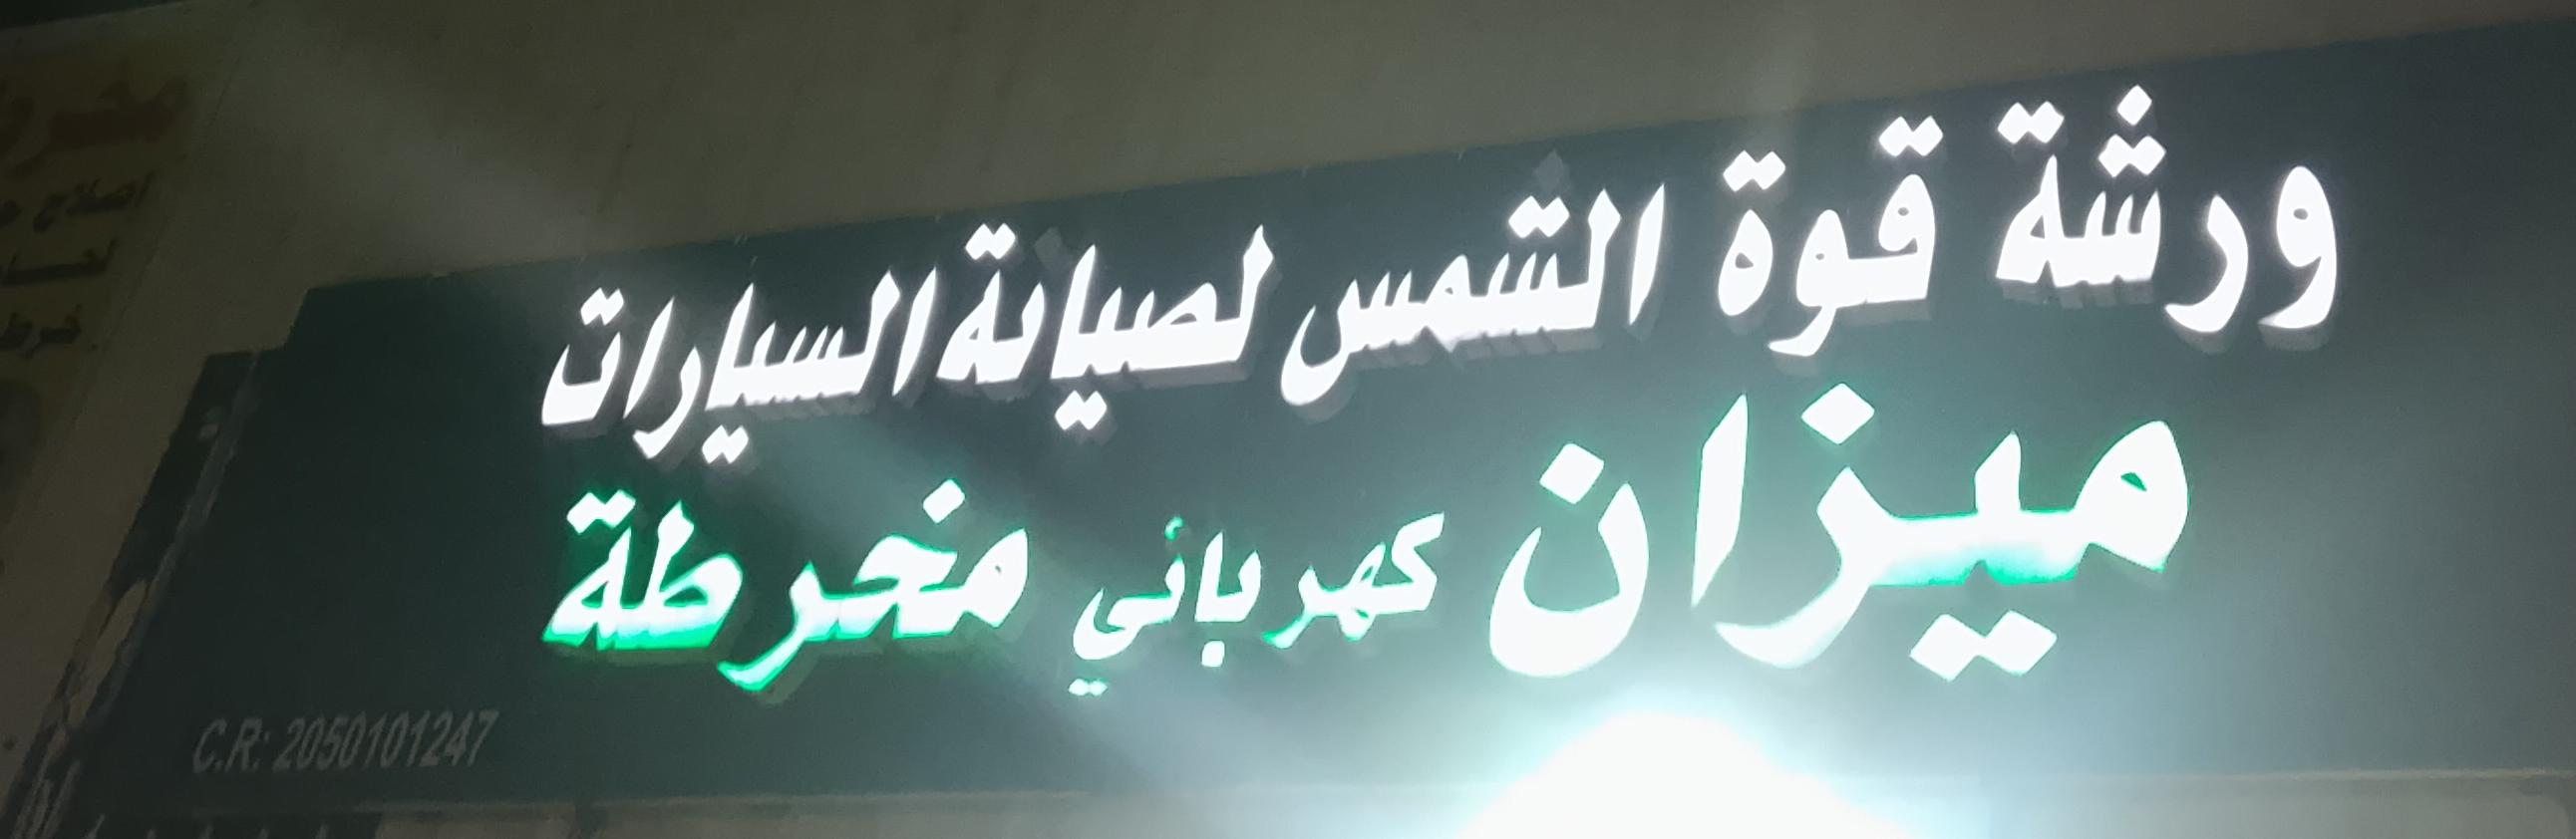 ورشة قوة الشمس لصيانة السيارات
ميزان كهربائي مخرطة
C.R: 2050101247